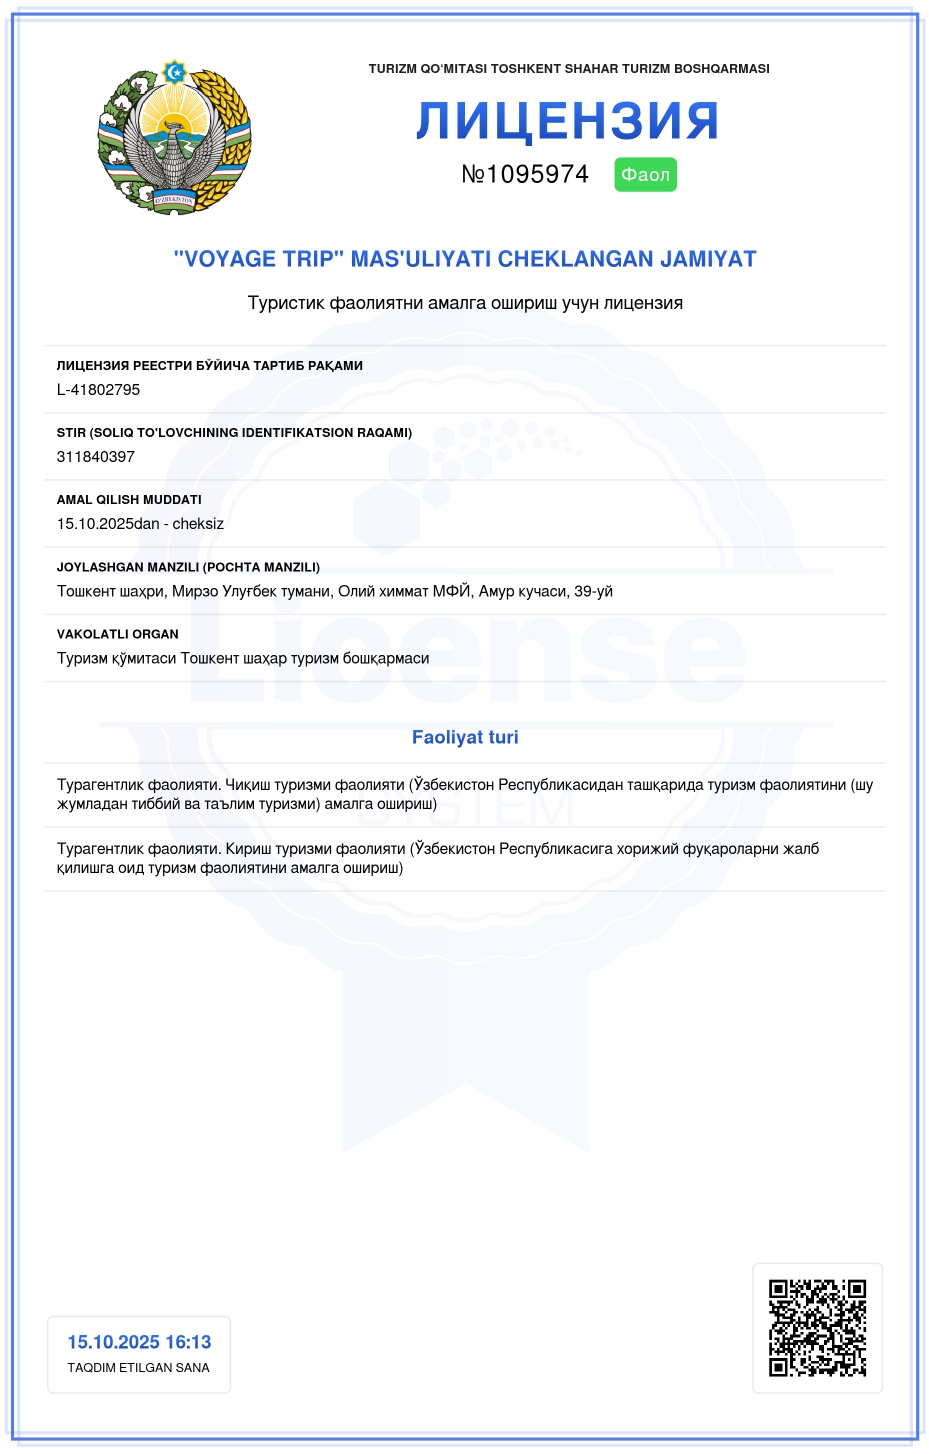 TURIZM QO‘MITASI TOSHKENT SHAHAR TURIZM BOSHQARMASI
ЛИЦЕНЗИЯ
№1095974 Фаол
O‘ZBEKISTON
"VOYAGE TRIP" MAS'ULIYATI CHEKLANGAN JAMIYAT
Туристик фаолиятни амалга ошириш учун лицензия
ЛИЦЕНЗИЯ РЕЕСТРИ БЎЙИЧА ТАРТИБ РАҚАМИ
L-41802795
STIR (SOLIQ TO'LOVCHINING IDENTIFIKATSION RAQAMI)
311840397
AMAL QILISH MUDDATI
15.10.2025dan - cheksiz
JOYLASHGAN MANZILI (POCHTA MANZILI)
Тошкент шаҳри, Мирзо Улуғбек тумани, Олий химмат МФЙ, Амур кучаси, 39-уй
VAKOLATLI ORGAN
Туризм қўмитаси Тошкент шаҳар туризм бошқармаси
License
Faoliyat turi
Турагентлик фаолияти. Чиқиш туризми фаолияти (Ўзбекистон Республикасидан ташқарида туризм фаолиятини (шу
жумладан тиббий ва таълим туризми) амалга ошириш)
SYSTEM
Турагентлик фаолияти. Кириш туризми фаолияти (Ўзбекистон Республикасига хорижий фуқароларни жалб
қилишга оид туризм фаолиятини амалга ошириш)
15.10.2025 16:13
TAQDIM ETILGAN SANA